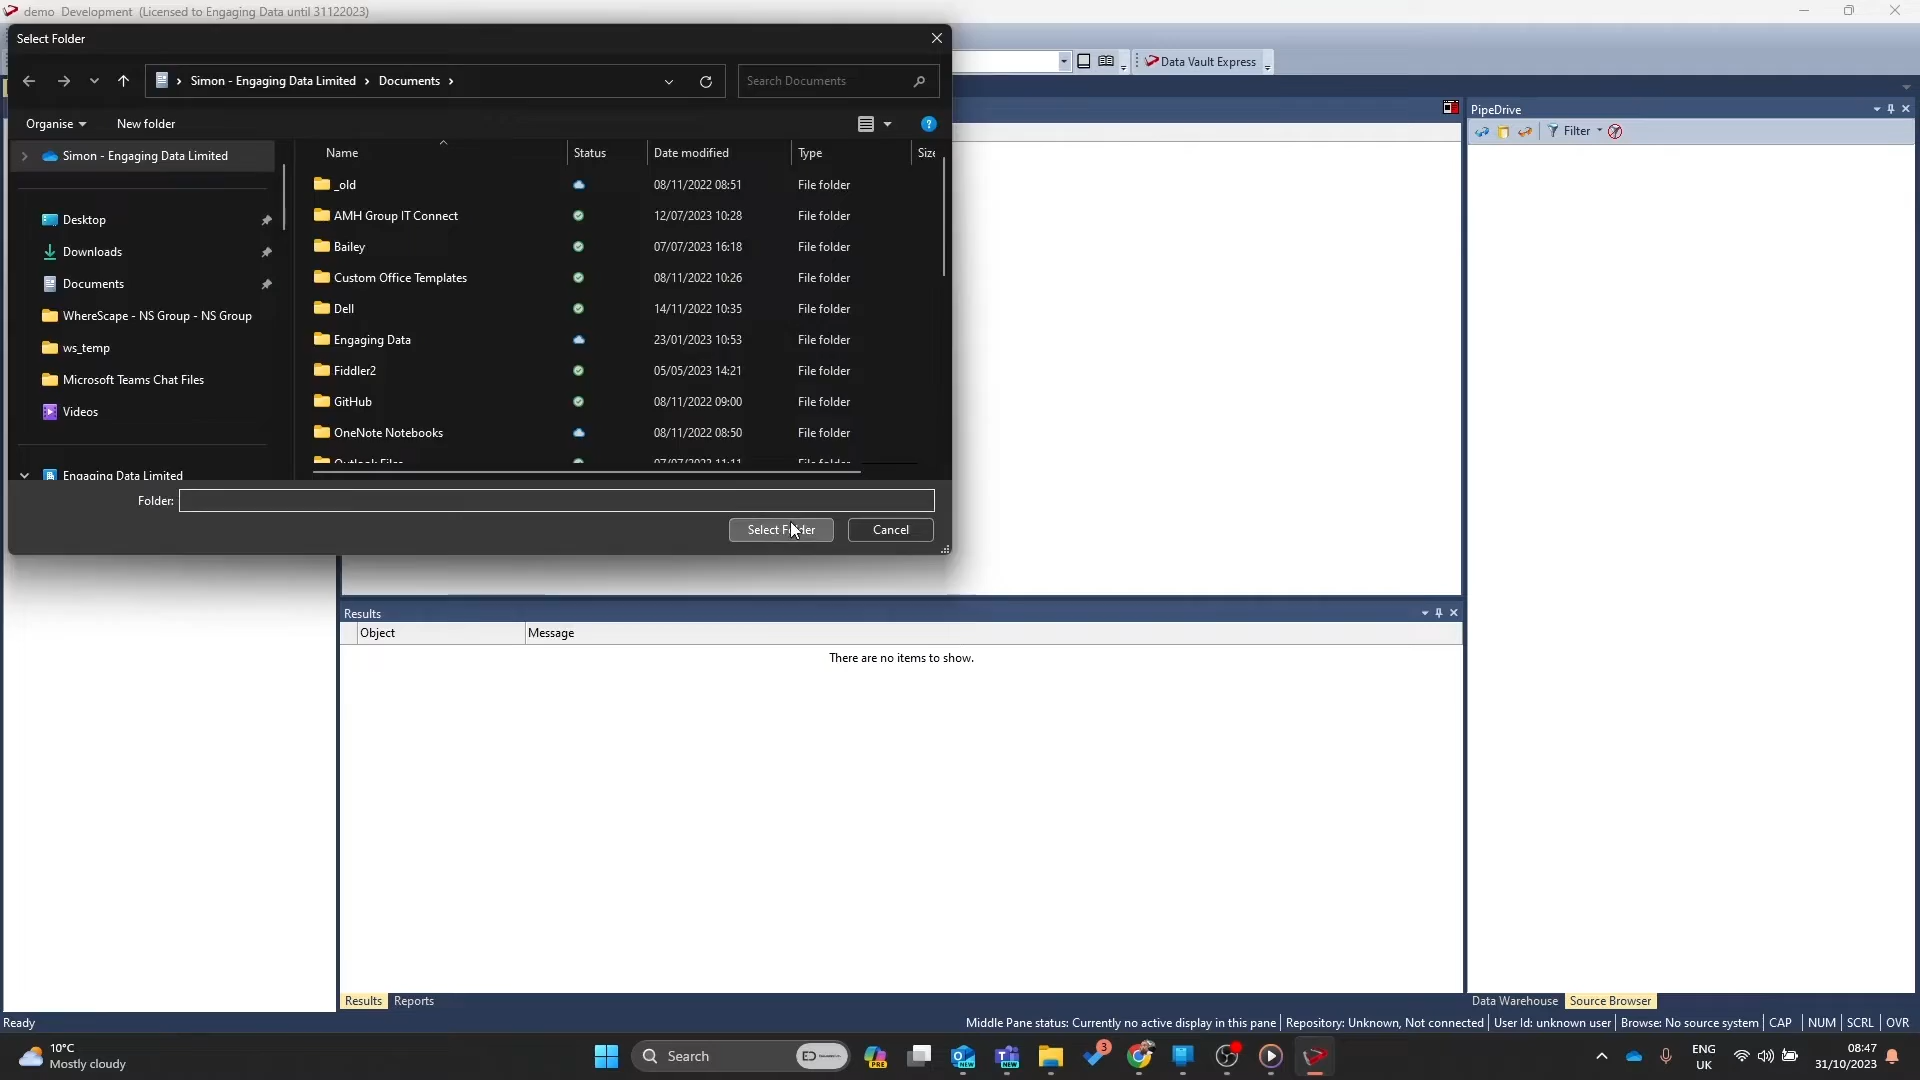 demo Development (Licensed to Engaging Data until 31122023)
Select Folder
Simon - Engaging Data Limited › Documents ›
Search Documents
Data Vault Express
Organise
New folder
PipeDrive
Filter
Simon - Engaging Data Limited
Name
Status
Date modified
Type
_old
08/11/2022 08:51
File folder
Desktop
AMH Group IT Connect
12/07/2023 10:28
File folder
Downloads
Bailey
07/07/2023 16:18
File folder
Documents
Custom Office Templates
08/11/2022 10:26
File folder
WhereScape - NS Group - NS Group
Dell
14/11/2022 10:35
File folder
ws_temp
Engaging Data
23/01/2023 10:53
File folder
Microsoft Teams Chat Files
Fiddler2
05/05/2023 14:21
File folder
Videos
GitHub
08/11/2022 09:00
File folder
OneNote Notebooks
08/11/2022 08:50
File folder
Engaging Data Limited
Folder:
Select Folder
Cancel
Results
Object
Message
There are no items to show.
Results
Reports
Data Warehouse
Source Browser
Ready
Middle Pane status: Currently no active display in this pane
Repository: Unknown, Not connected
User Id: unknown user
Browse: No source system
CAP
NUM
SCRL
OVR
10°C
Mostly cloudy
Search
PRE
NEW
NEW
3
ENG
UK
08:47
31/10/2023